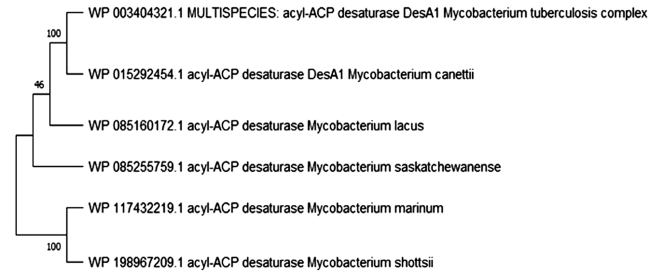 WP 003404321.1 MULTISPECIES: acyl-ACP desaturase DesA1 Mycobacterium tuberculosis complex
100
WP 015292454.1 acyl-ACP desaturase DesA1 Mycobacterium canettii
46
WP 085160172.1 acyl-ACP desaturase Mycobacterium lacus
WP 085255759.1 acyl-ACP desaturase Mycobacterium saskatchewanense
WP 117432219.1 acyl-ACP desaturase Mycobacterium marinum
100
WP 198967209.1 acyl-ACP desaturase Mycobacterium shottsii